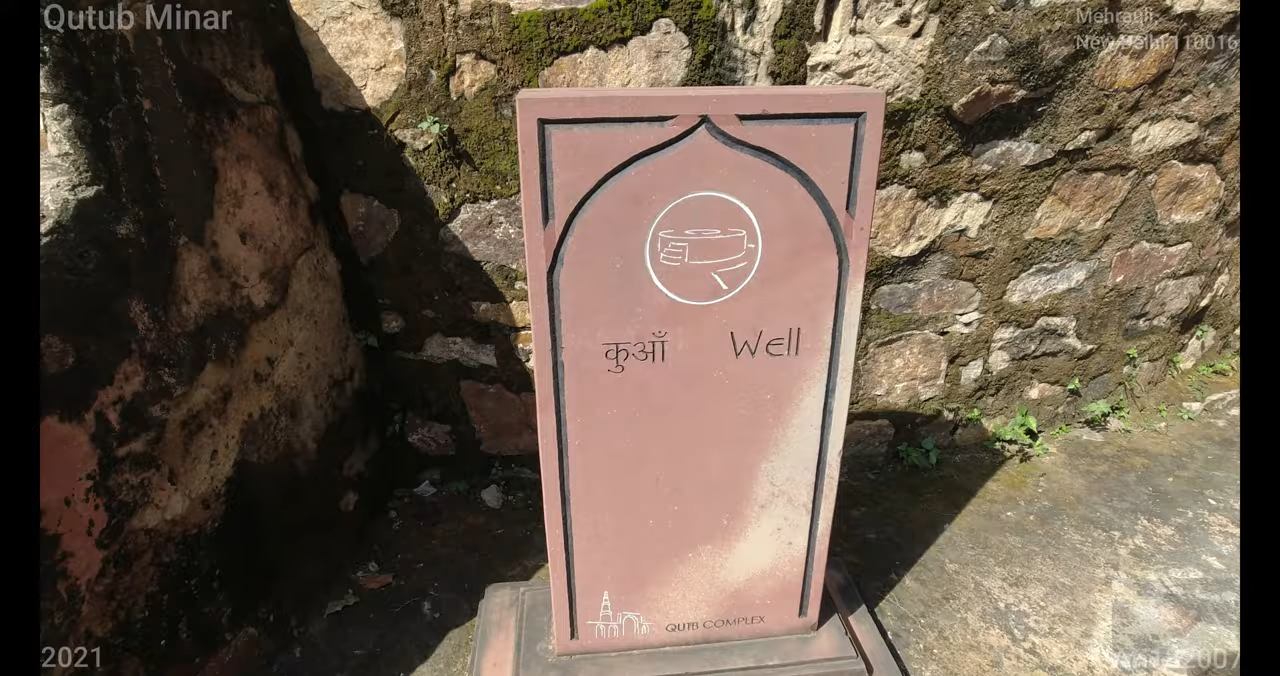 Qutub Minar
Mehrauli
New Delhi 110016
कुआँ Well
QUTB COMPLEX
2021